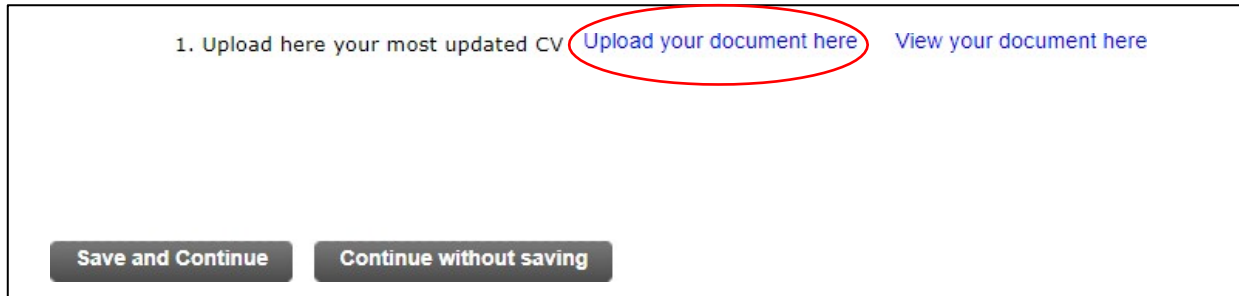 1. Upload here your most updated CV Upload your document here View your document here
Save and Continue Continue without saving